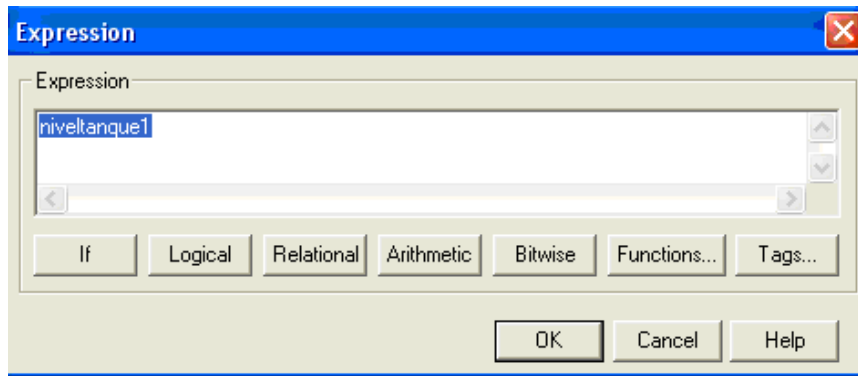 Expression
Expression
niveltanque1
If Logical Relational Arithmetic Bitwise Functions... Tags...
OK Cancel Help